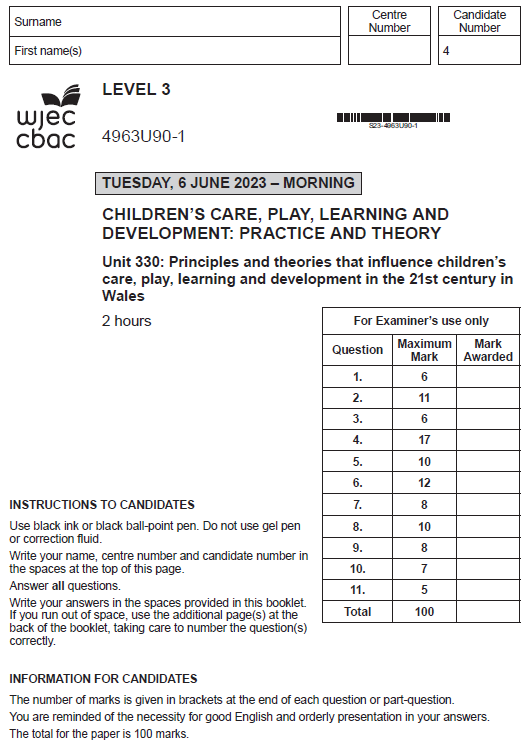 Surname
Centre
Number
Candidate
Number
First name(s)
4
wjec
cbac
LEVEL 3
4963U90-1
S23-4963U90-1
TUESDAY, 6 JUNE 2023 – MORNING
CHILDREN'S CARE, PLAY, LEARNING AND
DEVELOPMENT: PRACTICE AND THEORY
Unit 330: Principles and theories that influence children's
care, play, learning and development in the 21st century in
Wales
2 hours
For Examiner's use only
Question Maximum Mark Mark Awarded
1. 6
2. 11
3. 6
4. 17
5. 10
6. 12
7. 8
8. 10
9. 8
10. 7
11. 5
Total 100
INSTRUCTIONS TO CANDIDATES
Use black ink or black ball-point pen. Do not use gel pen
or correction fluid.
Write your name, centre number and candidate number in
the spaces at the top of this page.
Answer all questions.
Write your answers in the spaces provided in this booklet.
If you run out of space, use the additional page(s) at the
back of the booklet, taking care to number the question(s)
correctly.
INFORMATION FOR CANDIDATES
The number of marks is given in brackets at the end of each question or part-question.
You are reminded of the necessity for good English and orderly presentation in your answers.
The total for the paper is 100 marks.